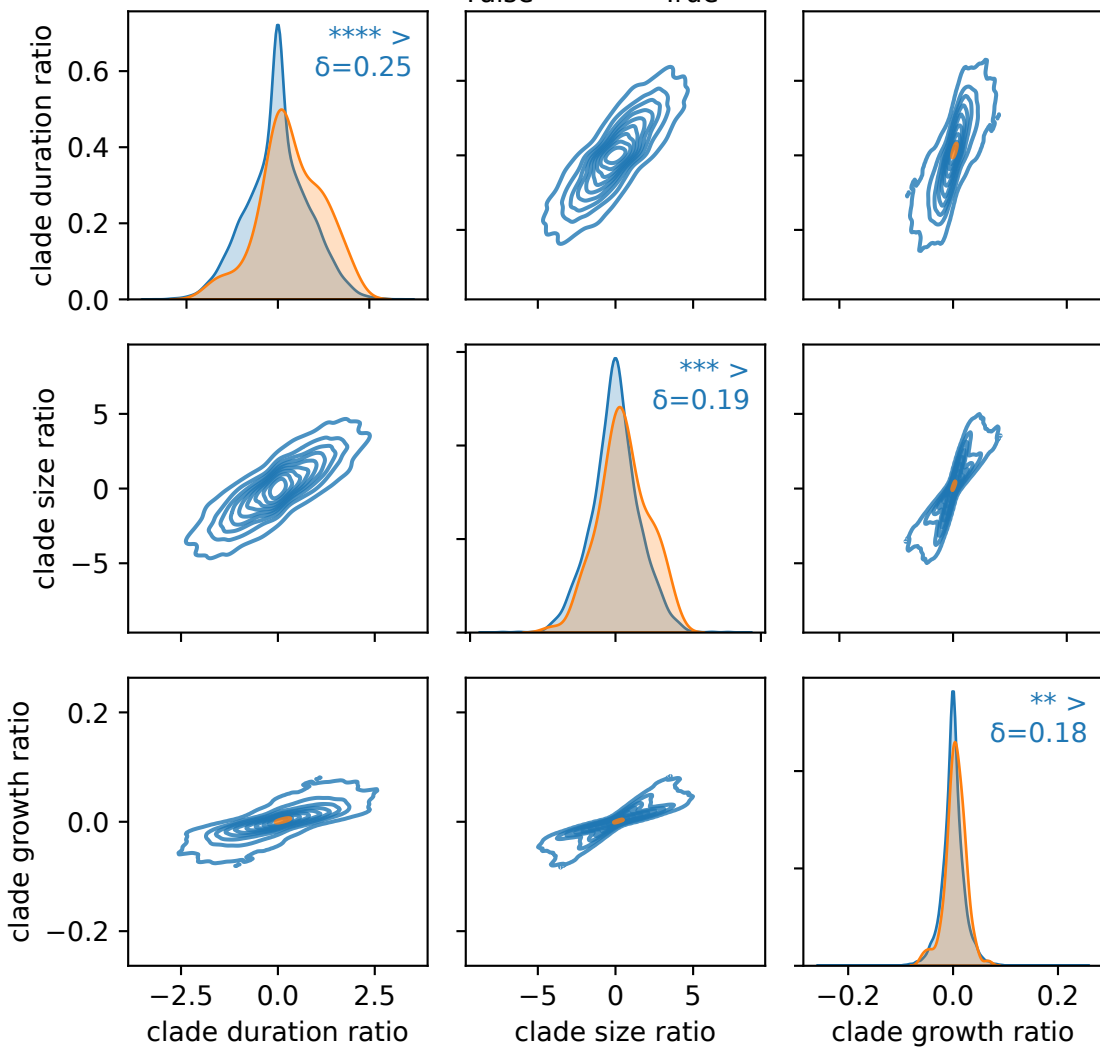 clade duration ratio
0.6
0.4
0.2
0.0
**** >
δ=0.25
clade size ratio
5
0
−5
*** >
δ=0.19
clade growth ratio
0.2
0.0
−0.2
** >
δ=0.18
−2.5 0.0 2.5
−5 0 5
−0.2 0.0 0.2
clade duration ratio
clade size ratio
clade growth ratio